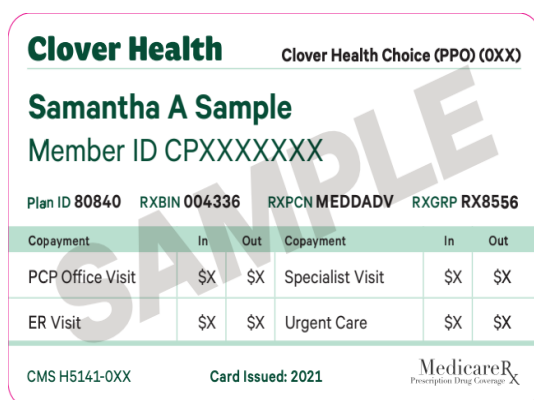 Clover Health
Clover Health Choice (PPO) (0XX)
Samantha A Sample
Member ID CPXXXXXXX
Plan ID 80840 RXBIN 004336 RXPCN MEDDADV RXGRP RX8556
Copayment In Out Copayment In Out
PCP Office Visit $X $X Specialist Visit $X $X
ER Visit $X $X Urgent Care $X $X
SAMPLE
CMS H5141-0XX Card Issued: 2021 MedicareRx
Prescription Drug Coverage